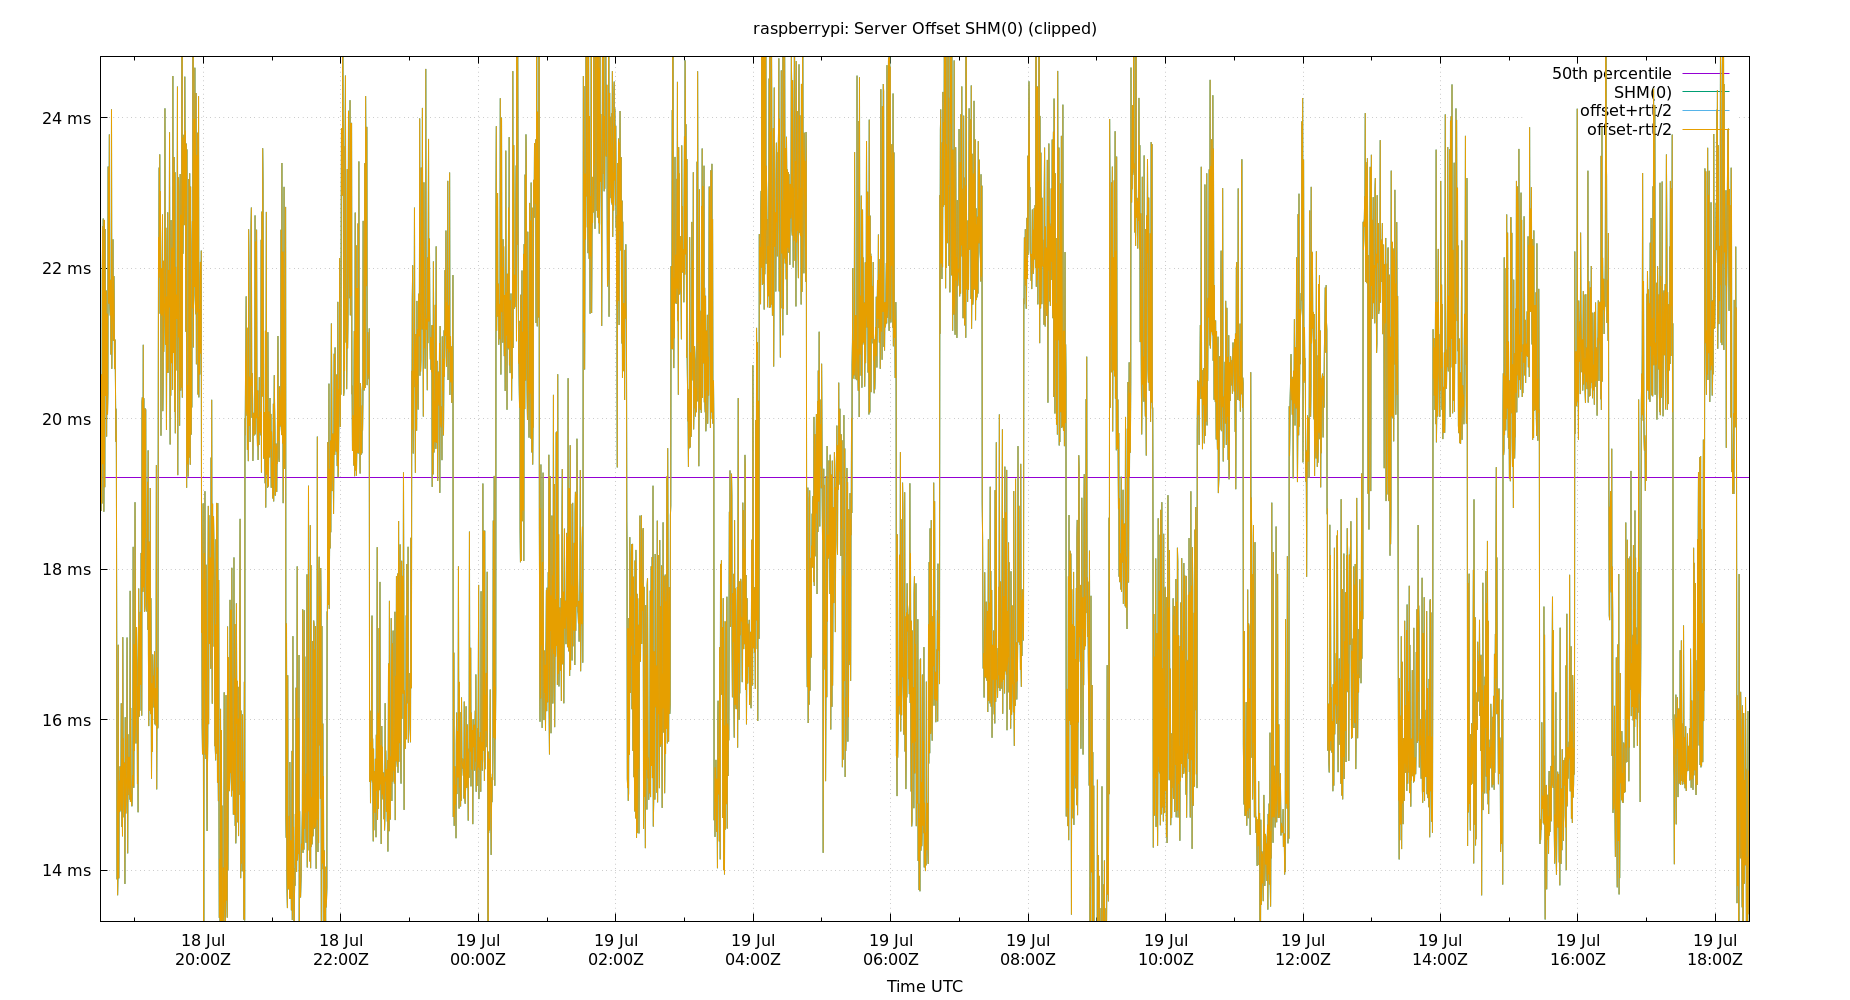 raspberrypi: Server Offset SHM(0) (clipped)
50th percentile
SHM(0)
offset+rtt/2
offset-rtt/2
24 ms
22 ms
20 ms
18 ms
16 ms
14 ms
18 Jul 18 Jul 19 Jul 19 Jul 19 Jul 19 Jul 19 Jul 19 Jul 19 Jul 19 Jul 19 Jul 19 Jul
20:00Z 22:00Z 00:00Z 02:00Z 04:00Z 06:00Z 08:00Z 10:00Z 12:00Z 14:00Z 16:00Z 18:00Z
Time UTC